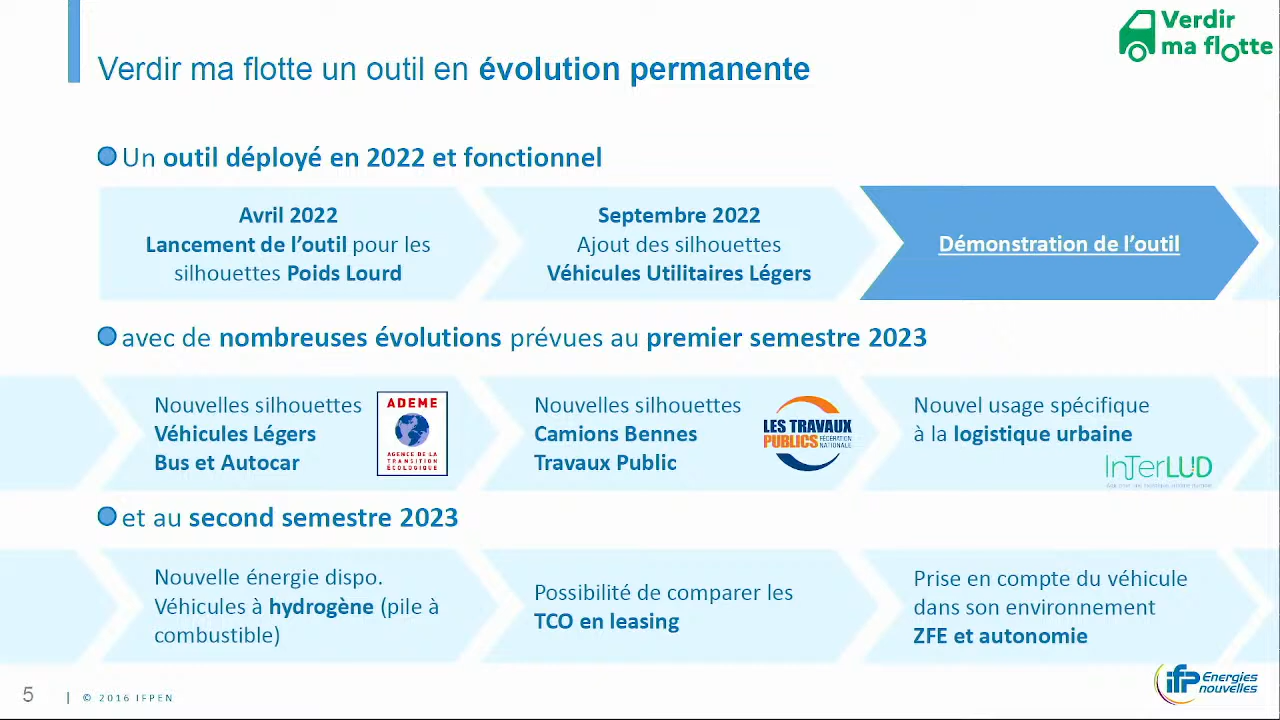 Verdir
ma flotte
Verdir ma flotte un outil en évolution permanente
Un outil déployé en 2022 et fonctionnel
Avril 2022
Lancement de l'outil pour les
silhouettes Poids Lourd
Septembre 2022
Ajout des silhouettes
Véhicules Utilitaires Légers
Démonstration de l'outil
avec de nombreuses évolutions prévues au premier semestre 2023
Nouvelles silhouettes
Véhicules Légers
Bus et Autocar
ADEME
AGENCE DE LA
TRANSITION
ÉCOLOGIQUE
Nouvelles silhouettes
Camions Bennes
Travaux Public
LES TRAVAUX
PUBLICS FÉDÉRATION
NATIONALE
Nouvel usage spécifique
à la logistique urbaine
InTerLUD
et au second semestre 2023
Nouvelle énergie dispo.
Véhicules à hydrogène (pile à
combustible)
Possibilité de comparer les
TCO en leasing
Prise en compte du véhicule
dans son environnement
ZFE et autonomie
5 | © 2016 IFPEN
ifp Energies
nouvelles